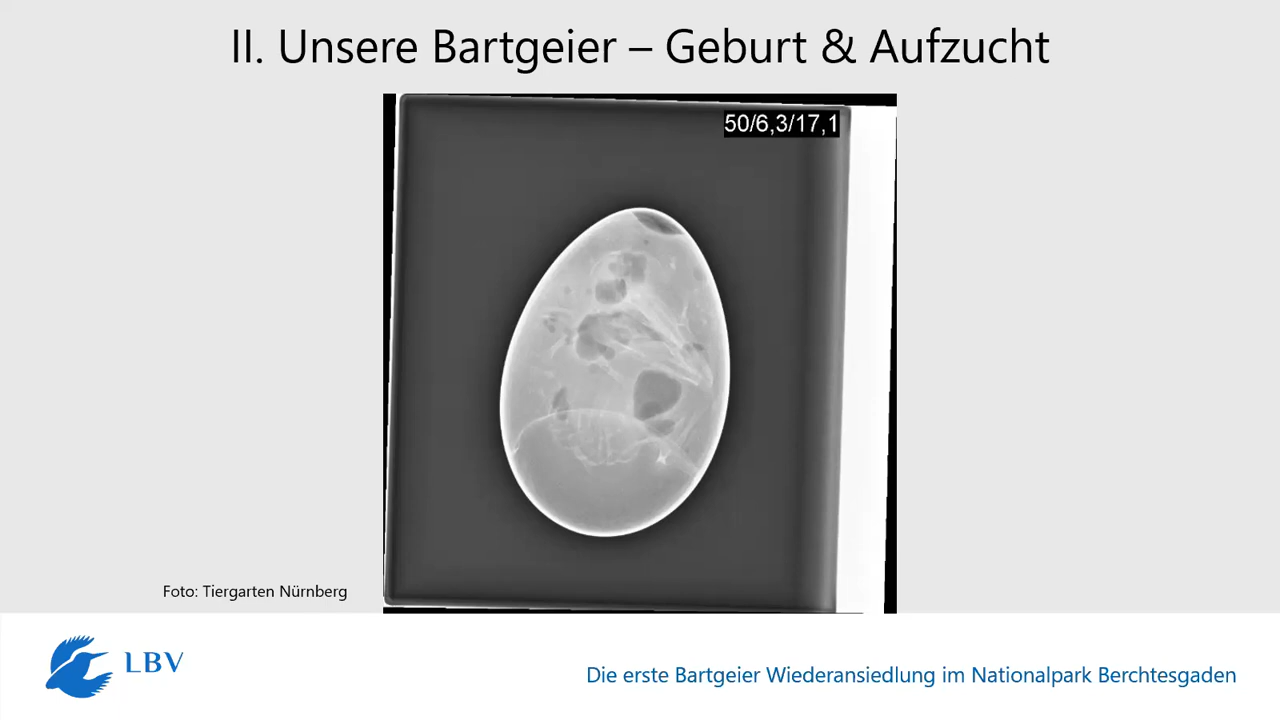 II. Unsere Bartgeier – Geburt & Aufzucht
50/6,3/17,1
Foto: Tiergarten Nürnberg
LBV
Die erste Bartgeier Wiederansiedlung im Nationalpark Berchtesgaden